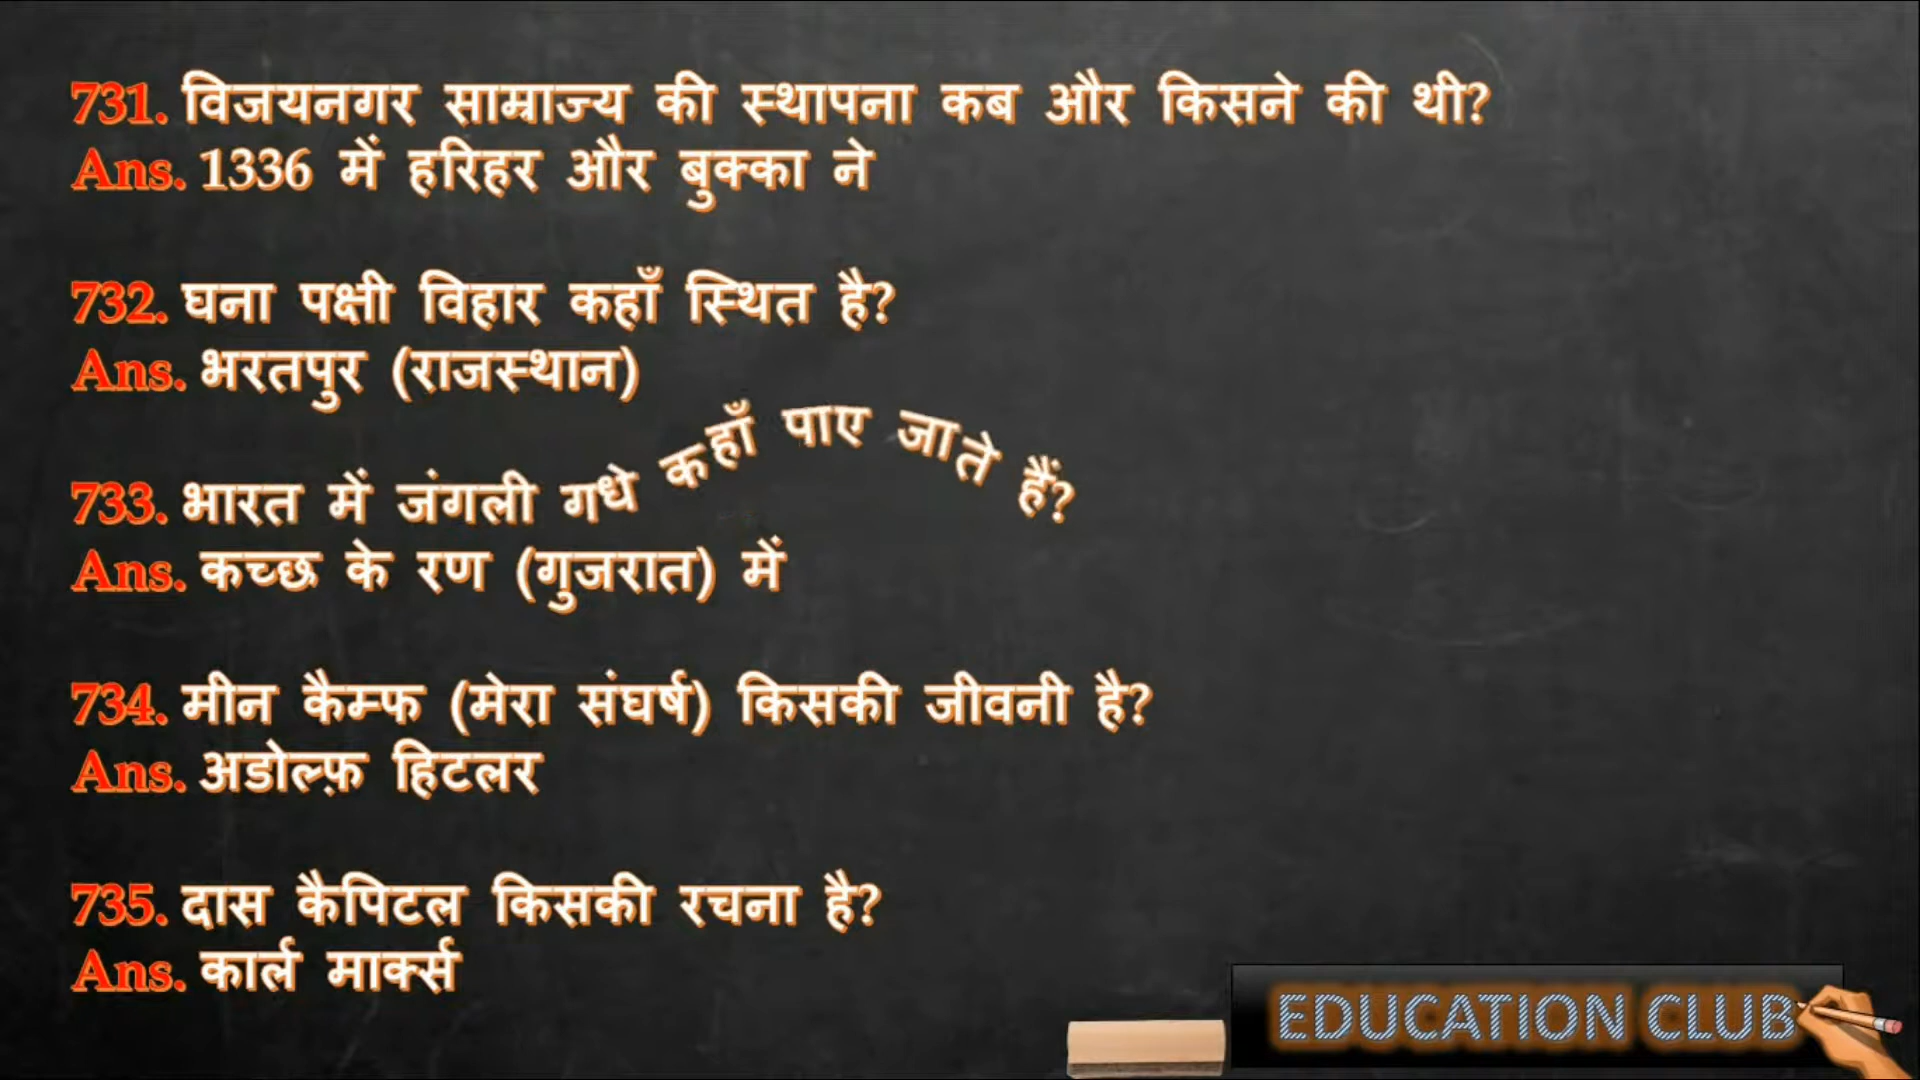 731. विजयनगर साम्राज्य की स्थापना कब और किसने की थी?
Ans. 1336 में हरिहर और बुक्का ने
732. घना पक्षी विहार कहाँ स्थित है?
Ans. भरतपुर (राजस्थान)
733. भारत में जंगली गधे कहाँ पाए जाते हैं?
Ans. कच्छ के रण (गुजरात) में
734. मीन कैम्फ (मेरा संघर्ष) किसकी जीवनी है?
Ans. अडोल्फ़ हिटलर
735. दास कैपिटल किसकी रचना है?
Ans. कार्ल मार्क्स
EDUCATION CLUB